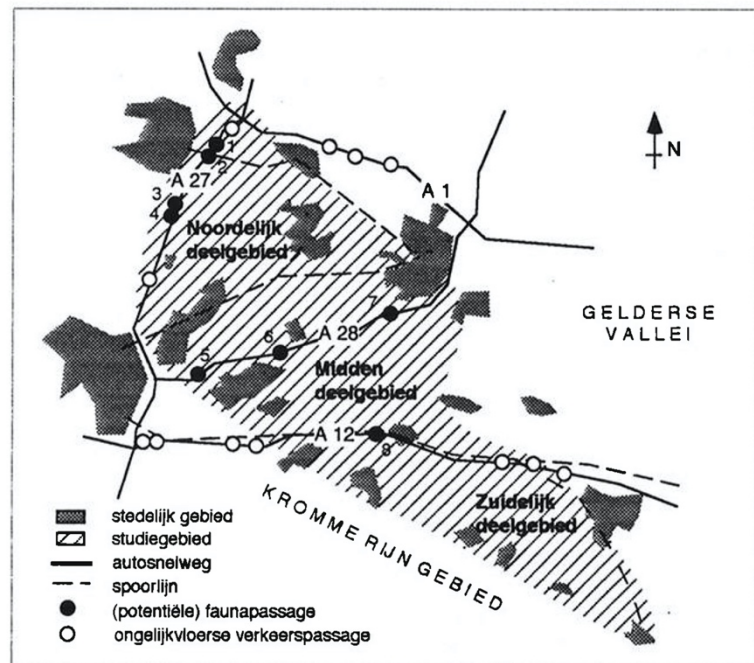 1
2
A 27
3
4
N
A 1
Noordelijk
deelgebied
7
GELDERSE
VALLEI
A 28
6
5
Midden
deelgebied
A 12
8
KROMME RIJN GEBIED
Zuidelijk
deelgebied
stedelijk gebied
studiegebied
autosnelweg
spoorlijn
(potentiële) faunapassage
ongelijkvloerse verkeerspassage